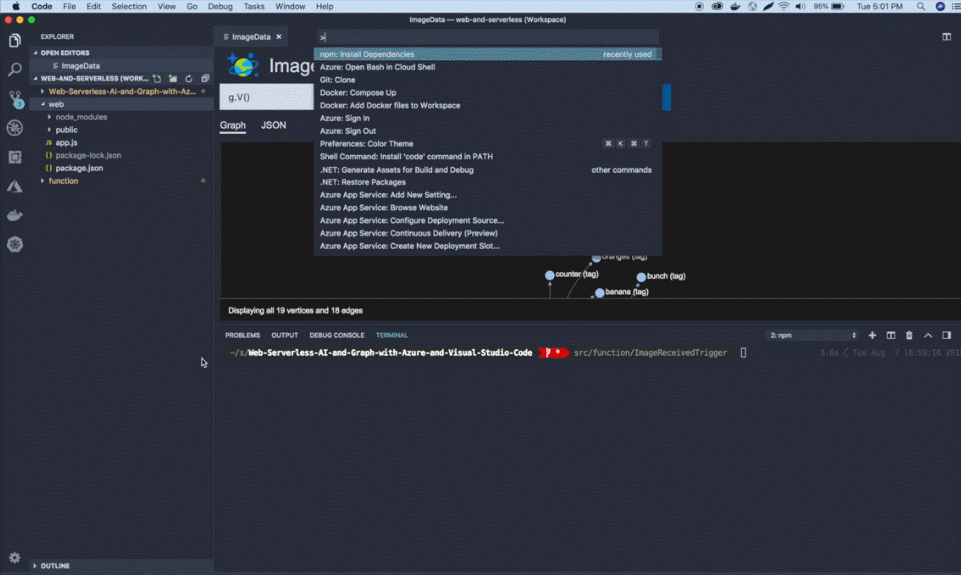 Code File Edit Selection View Go Debug Tasks Window Help 95% Tue 5:01 PM
ImageData — web-and-serverless (Workspace)
EXPLORER
OPEN EDITORS
ImageData
WEB-AND-SERVERLESS (WORK...
Web-Serverless-Ai-and-Graph-with-Az...
web
node_modules
public
JS app.js
{} package-lock.json
{} package.json
function
OUTLINE
3
ImageData ×
>
npm: Install Dependencies recently used
Azure: Open Bash in Cloud Shell
Git: Clone
Docker: Compose Up
Docker: Add Docker files to Workspace
Azure: Sign In
Azure: Sign Out
Preferences: Color Theme ⌘ K ⌘ T
Shell Command: Install 'code' command in PATH
.NET: Generate Assets for Build and Debug other commands
.NET: Restore Packages
Azure App Service: Add New Setting...
Azure App Service: Browse Website
Azure App Service: Configure Deployment Source...
Azure App Service: Continuous Delivery (Preview)
Azure App Service: Create New Deployment Slot...
Image
g.V()
Graph JSON
oranges (tag)
counter (tag)
bunch (tag)
banana (tag)
Displaying all 19 vertices and 18 edges
PROBLEMS OUTPUT DEBUG CONSOLE TERMINAL 2: npm
~/s/Web-Serverless-AI-and-Graph-with-Azure-and-Visual-Studio-Code src/function/ImageReceivedTrigger 5.6s Tue Aug 7 16:59:16 201